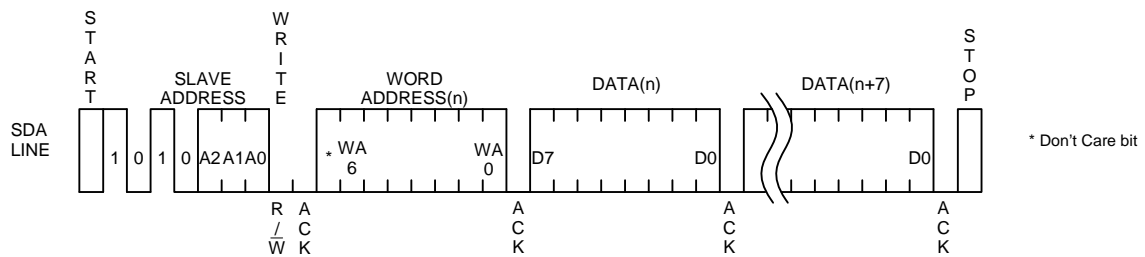 START
WRITE
STOP
SLAVE
ADDRESS
WORD
ADDRESS(n)
DATA(n)
DATA(n+7)
SDA
LINE
1 0 1 0 A2 A1 A0
* WA
6
WA
0
D7
D0
D0
* Don't Care bit
R/W
ACK
ACK
ACK
ACK